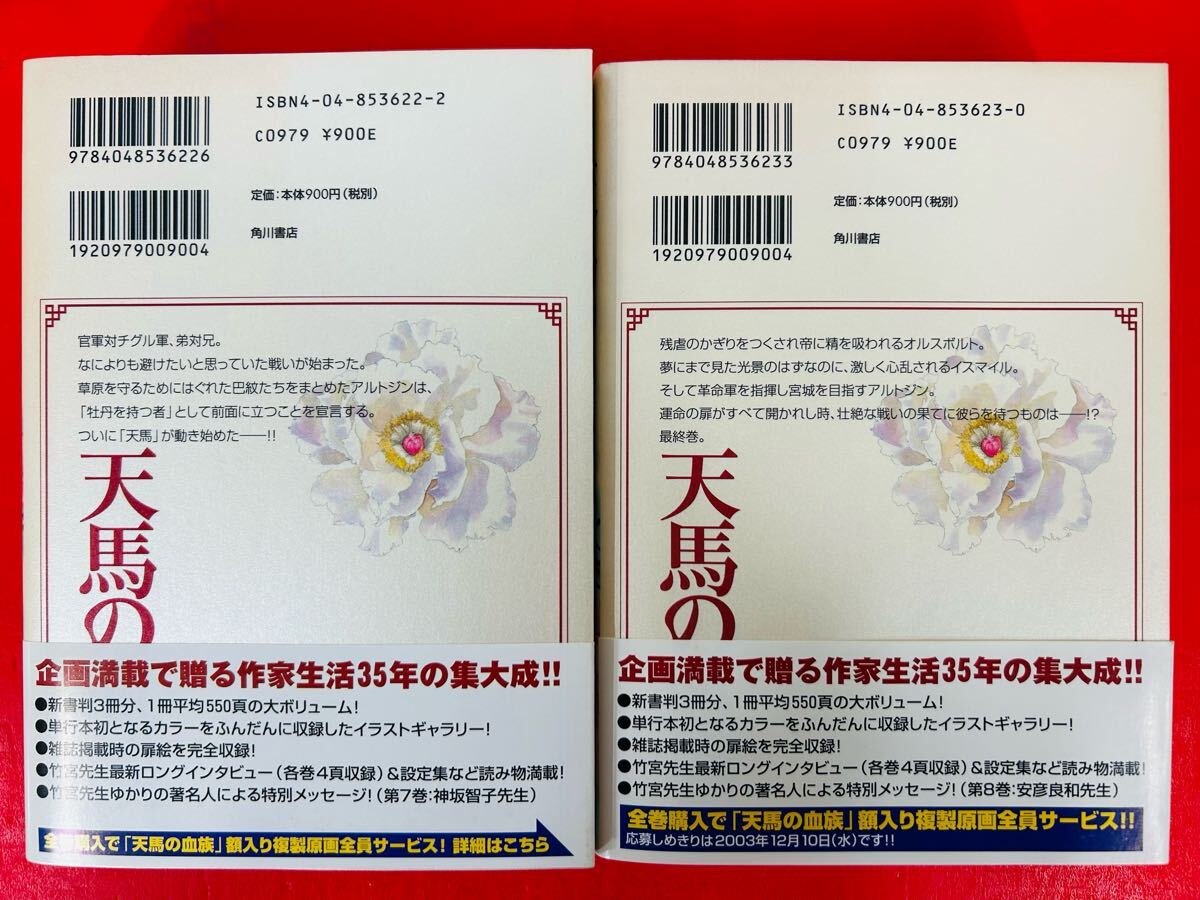 ISBN4-04-853622-2
C0979 ¥900E
9784048536226
定価:本体900円(税別)
1920979009004
角川書店
官軍対チグル軍、弟対兄。
なによりも避けたいと思っていた戦いが始まった。
草原を守るためにはぐれた巴紋たちをまとめたアルトジンは、
「牡丹を持つ者」として前面に立つことを宣言する。
ついに「天馬」が動き始めた——!!
天馬の
企画満載で贈る作家生活35年の集大成!!
●新書判3冊分、1冊平均550頁の大ボリューム!
●単行本初となるカラーをふんだんに収録したイラストギャラリー!
●雑誌掲載時の扉絵を完全収録!
●竹宮先生最新ロングインタビュー(各巻4頁収録)&設定集など読み物満載!
●竹宮先生ゆかりの著名人による特別メッセージ!(第7巻:神坂智子先生)
全巻購入で「天馬の血族」額入り複製原画全員サービス! 詳細はこちら
ISBN4-04-853623-0
C0979 ¥900E
9784048536233
定価:本体900円(税別)
1920979009004
角川書店
残虐のかぎりをつくされ帝に精を吸われるオルスボルト。
夢にまで見た光景のはずなのに、激しく心乱されるイスマイル。
そして革命軍を指揮し宮城を目指すアルトジン。
運命の扉がすべて開かれし時、壮絶な戦いの果てに彼らを待つものは——!?
最終巻。
天馬の
企画満載で贈る作家生活35年の集大成!!
●新書判3冊分、1冊平均550頁の大ボリューム!
●単行本初となるカラーをふんだんに収録したイラストギャラリー!
●雑誌掲載時の扉絵を完全収録!
●竹宮先生最新ロングインタビュー(各巻4頁収録)&設定集など読み物満載!
●竹宮先生ゆかりの著名人による特別メッセージ!(第8巻:安彦良和先生)
全巻購入で「天馬の血族」額入り複製原画全員サービス!!
応募しめきりは2003年12月10日(水)です!!